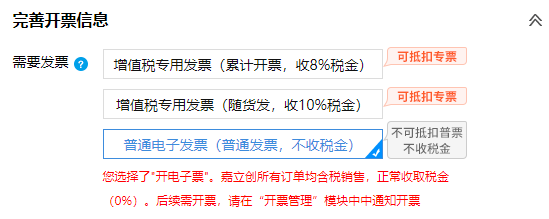 完善开票信息
需要发票 ?
增值税专用发票（累计开票，收8%税金）
可抵扣专票
增值税专用发票（随货发，收10%税金）
可抵扣专票
普通电子发票（普通发票，不收税金）
不可抵扣普票
不收税金
您选择了"开电子票"。嘉立创所有订单均含税销售，正常收取税金
（0%）。后续需开票，请在“开票管理”模块中中通知开票